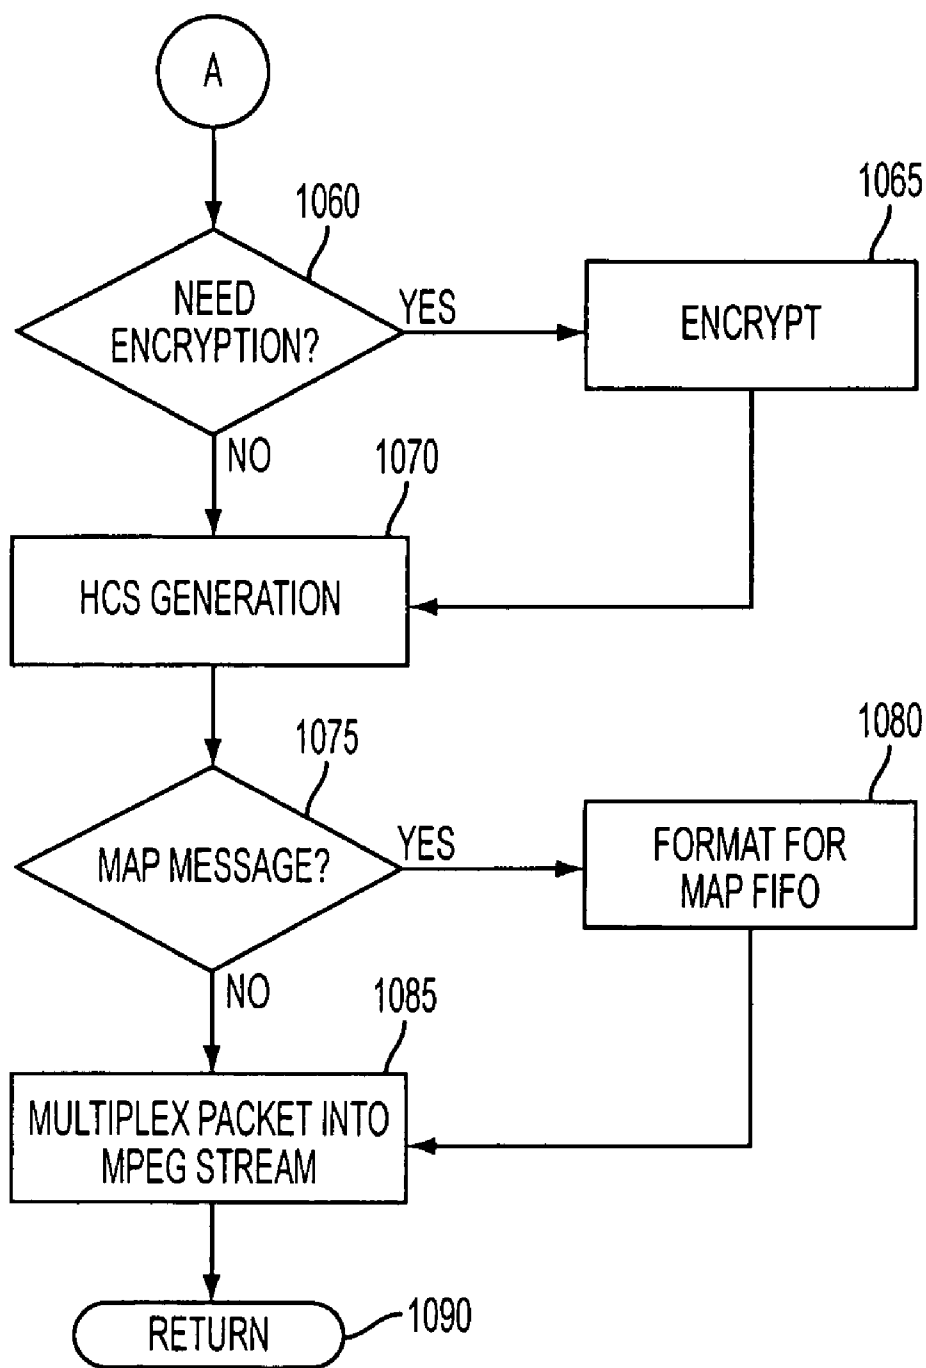 A
1060
1065
NEED
ENCRYPTION?
YES
ENCRYPT
NO
1070
HCS GENERATION
1075
1080
MAP MESSAGE?
YES
FORMAT FOR
MAP FIFO
NO
1085
MULTIPLEX PACKET INTO
MPEG STREAM
RETURN
1090